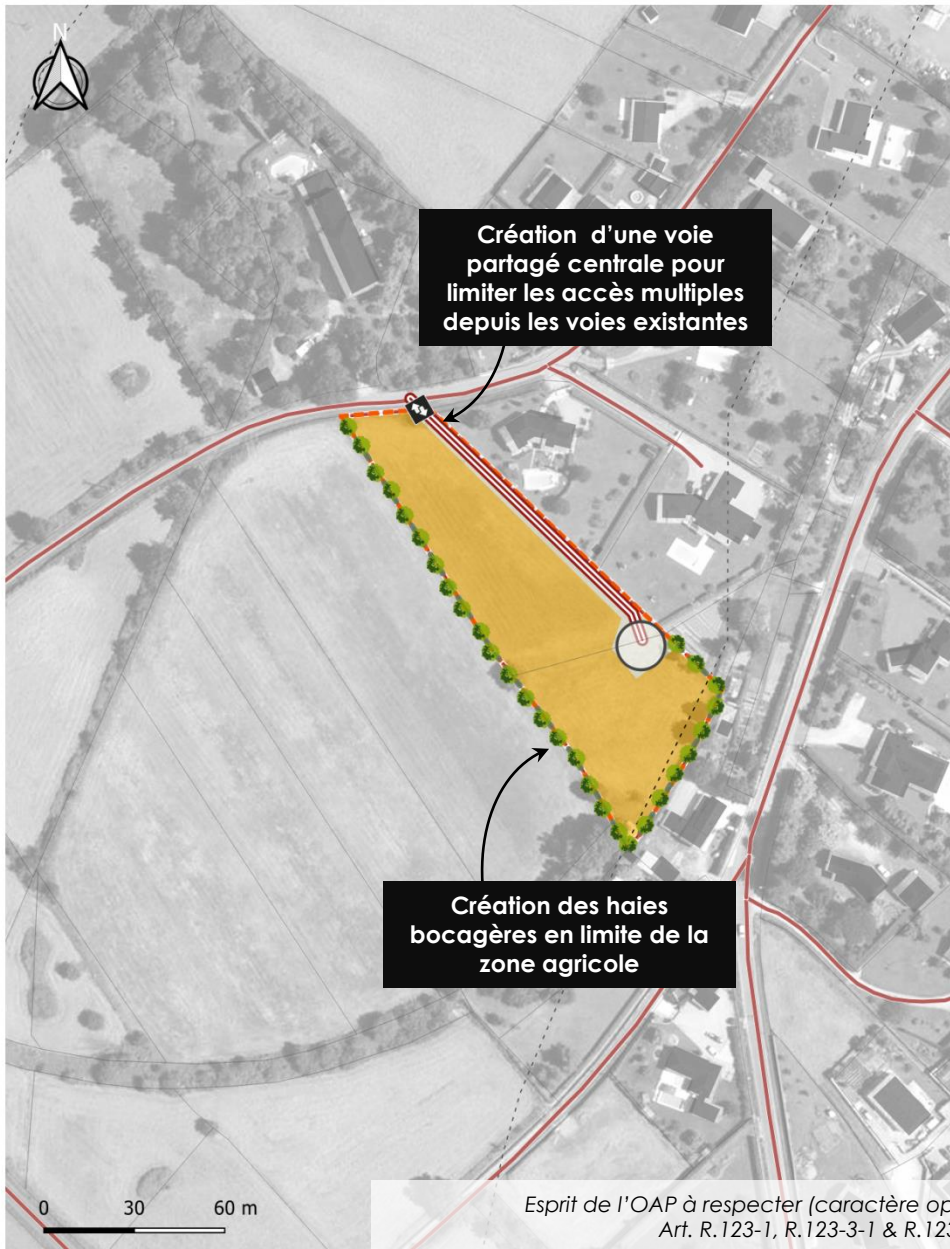 N
Création d'une voie
partagé centrale pour
limiter les accès multiples
depuis les voies existantes
Création des haies
bocagères en limite de la
zone agricole
0 30 60 m
Esprit de l'OAP à respecter (caractère op
Art. R.123-1, R.123-3-1 & R.123